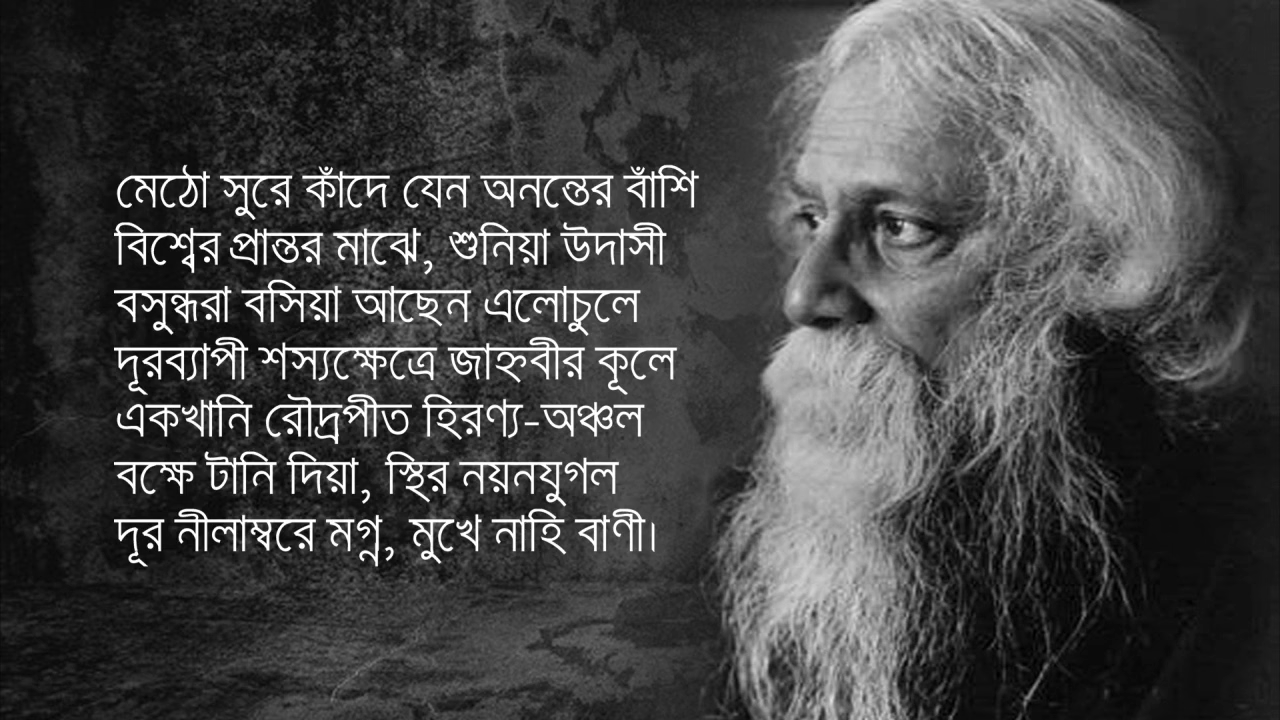 মেঠো সুরে কাঁদে যেন অনন্তের বাঁশি
বিশ্বের প্রান্তর মাঝে, শুনিয়া উদাসী
বসুন্ধরা বসিয়া আছেন এলোচুলে
দূরব্যাপী শস্যক্ষেত্রে জাহ্নবীর কূলে
একখানি রৌদ্রপীত হিরণ্য-অঞ্চল
বক্ষে টানি দিয়া, স্থির নয়নযুগল
দূর নীলাম্বরে মগ্ন, মুখে নাহি বাণী।